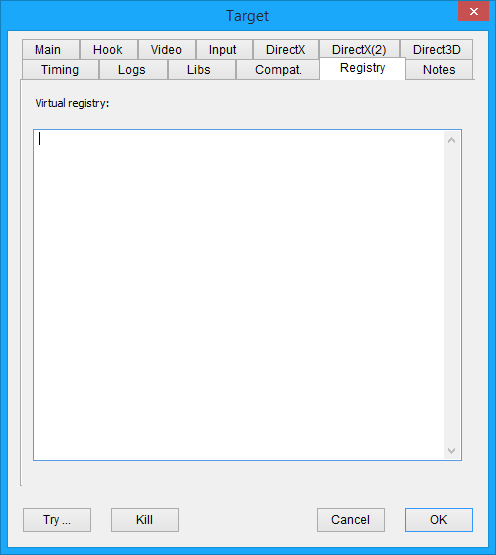 Target
Main Hook Video Input DirectX DirectX(2) Direct3D
Timing Logs Libs Compat. Registry Notes
Virtual registry:
Try ... Kill Cancel OK